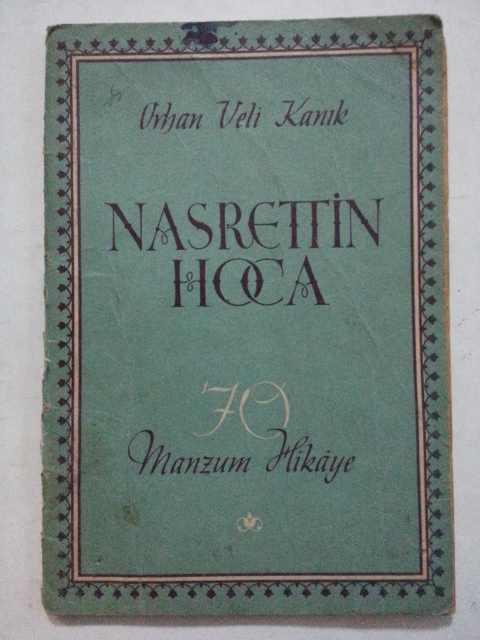 Orhan Veli Kanık
NASRETTİN
HOCA
70
Manzum Hikâye